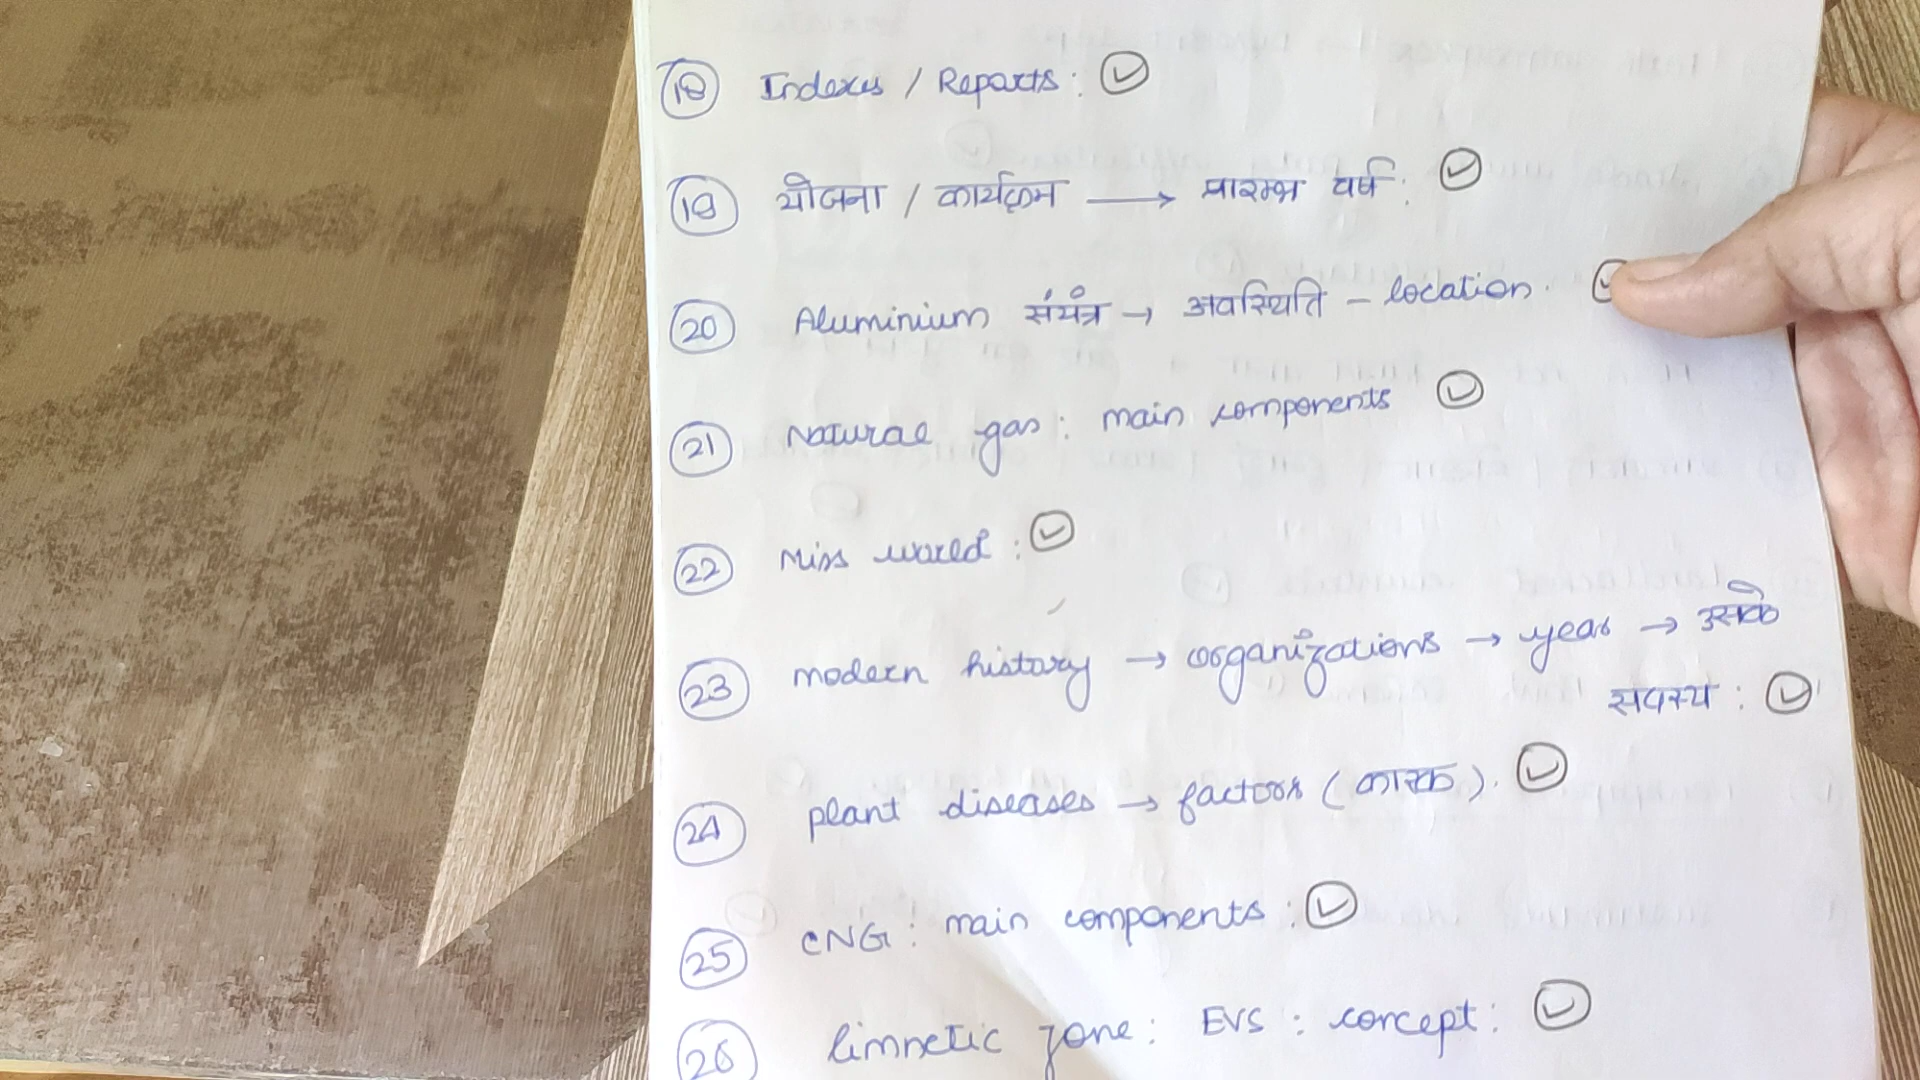 18 Indexes / Reports :
19 योजना / कार्यक्रम → प्रारम्भ वर्ष :
20 Aluminium संयंत्र → अवस्थिति – location.
21 Natural gas : main components
22 Miss world :
23 modern history → organizations → year → उसके
सदस्य :
24 plant diseases → factors (कारक).
25 CNG : main components :
26 limnetic zone : EVS : concept :